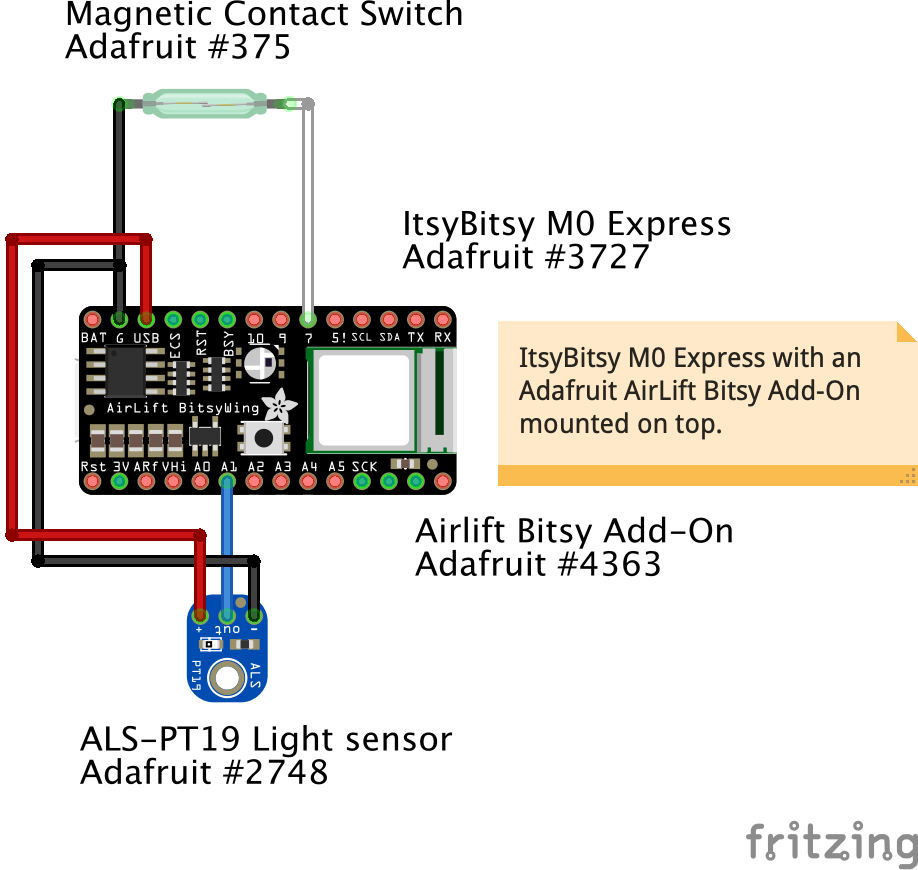 Magnetic Contact Switch
Adafruit #375
ItsyBitsy M0 Express
Adafruit #3727
BAT G USB ECS RST BSY 10 9 7 5! SCL SDA TX RX
ItsyBitsy M0 Express with an
Adafruit AirLift Bitsy Add-On
mounted on top.
AirLift BitsyWing
Rst 3V ARf VHi A0 A1 A2 A3 A4 A5 SCK
Airlift Bitsy Add-On
Adafruit #4363
+ out -
PT19 ALS
ALS-PT19 Light sensor
Adafruit #2748
fritzing